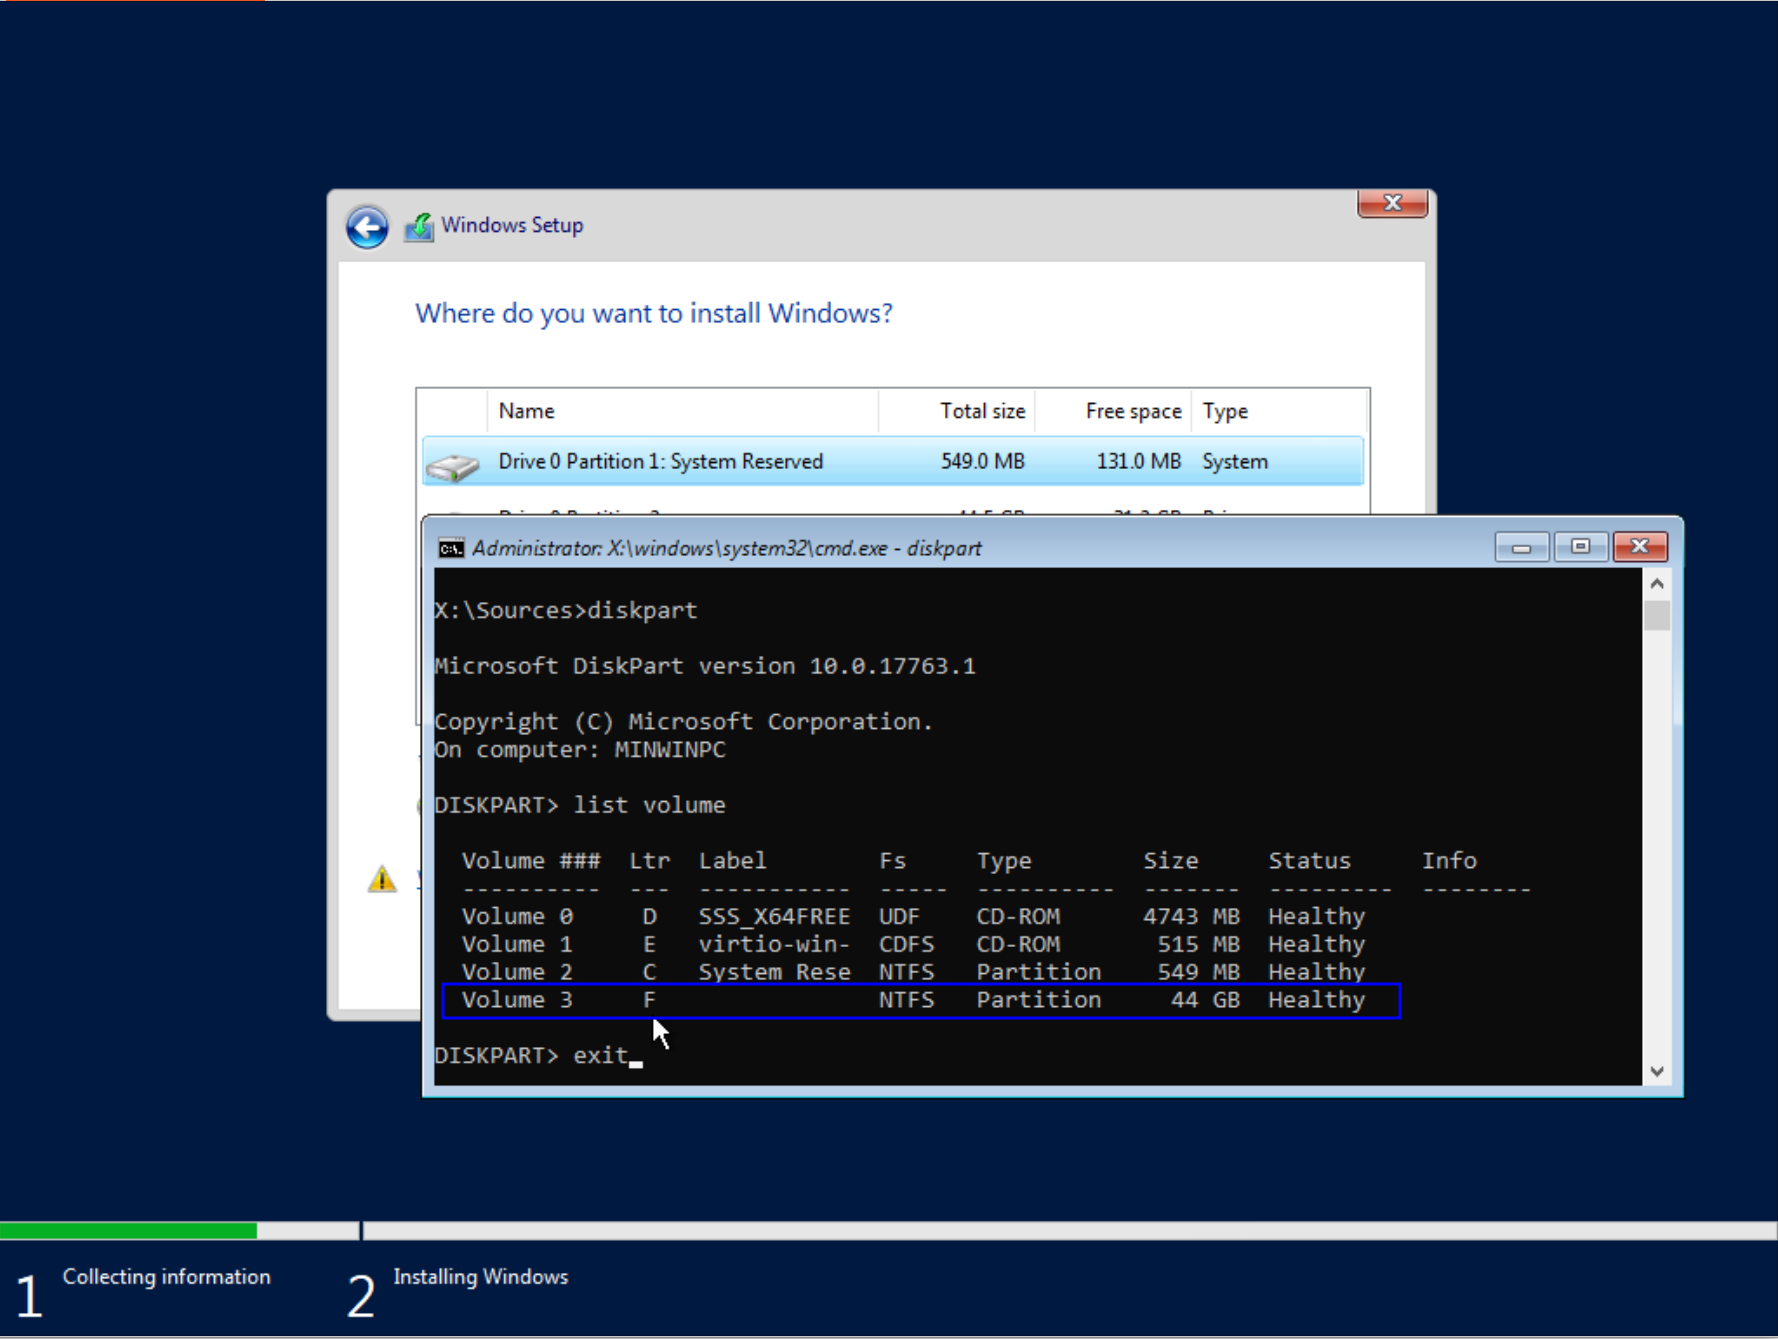 Windows Setup
Where do you want to install Windows?
Name Total size Free space Type
Drive 0 Partition 1: System Reserved 549.0 MB 131.0 MB System
Administrator: X:\windows\system32\cmd.exe - diskpart
X:\Sources>diskpart
Microsoft DiskPart version 10.0.17763.1
Copyright (C) Microsoft Corporation.
On computer: MINWINPC
DISKPART> list volume
Volume ### Ltr Label Fs Type Size Status Info
---------- --- ----------- ----- ---------- ------- --------- --------
Volume 0 D SSS_X64FREE UDF CD-ROM 4743 MB Healthy
Volume 1 E virtio-win- CDFS CD-ROM 515 MB Healthy
Volume 2 C System Rese NTFS Partition 549 MB Healthy
Volume 3 F NTFS Partition 44 GB Healthy
DISKPART> exit
1 Collecting information 2 Installing Windows